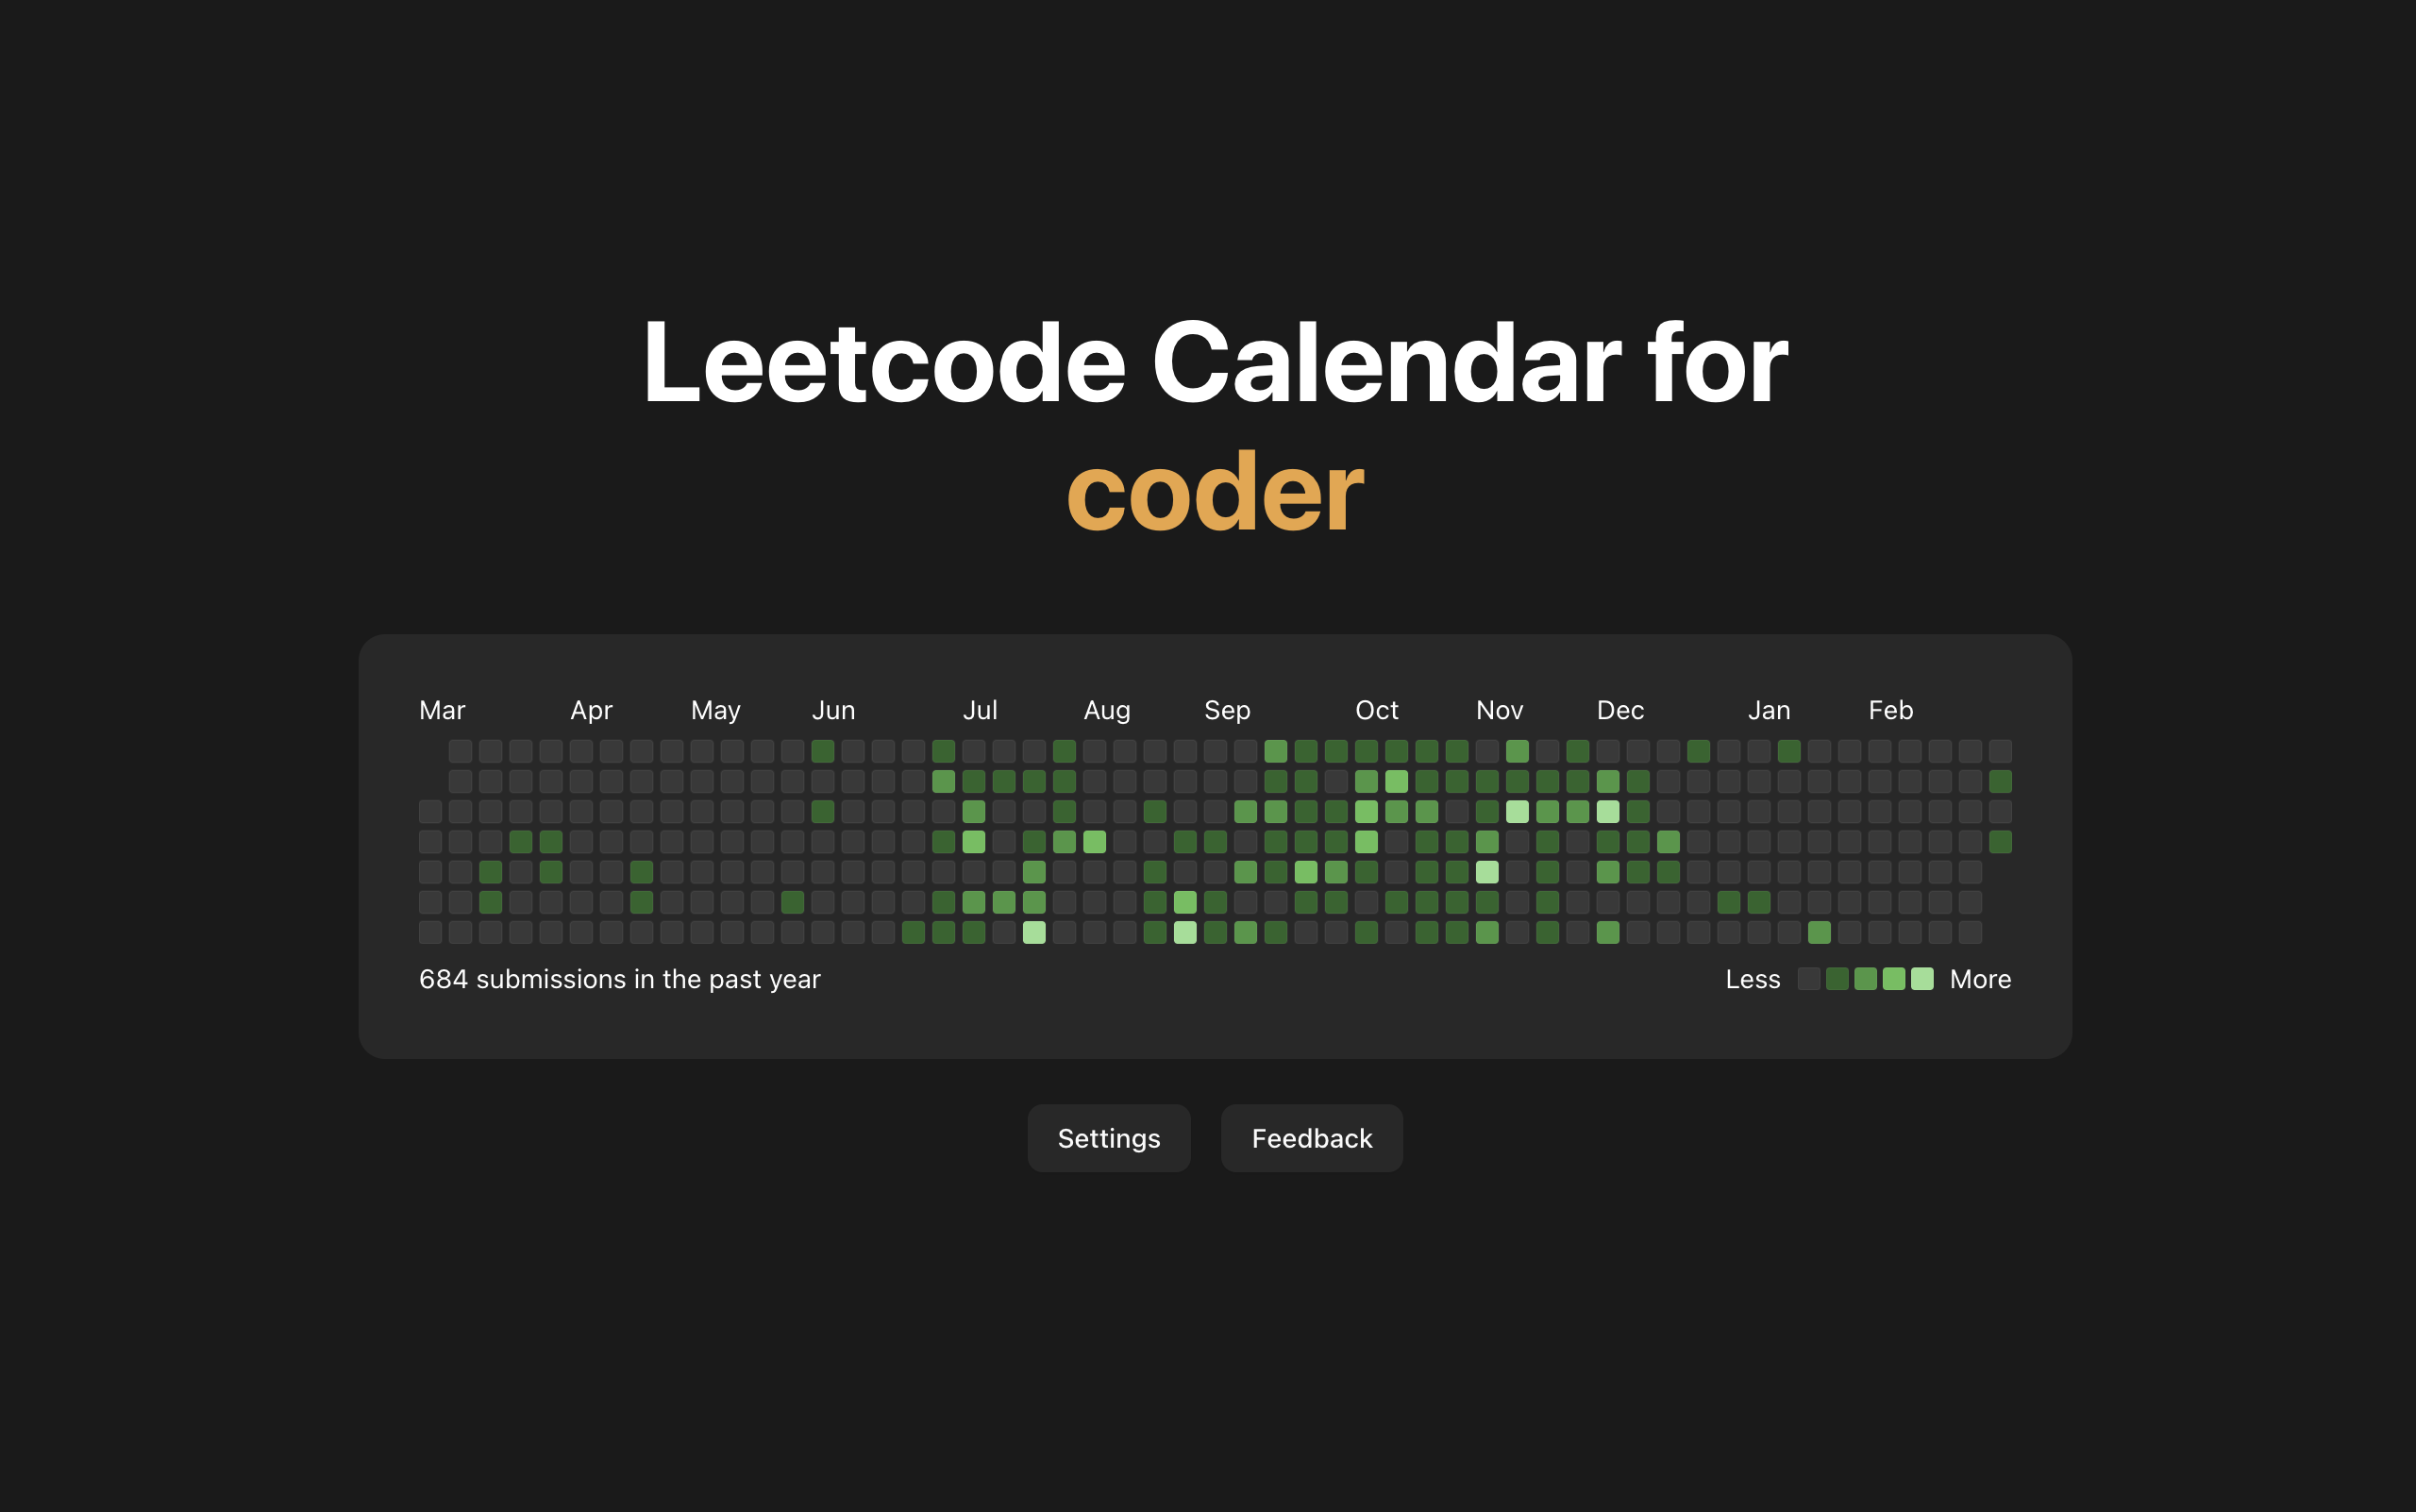 Leetcode Calendar for
coder
Mar Apr May Jun Jul Aug Sep Oct Nov Dec Jan Feb
684 submissions in the past year
Less More
Settings Feedback